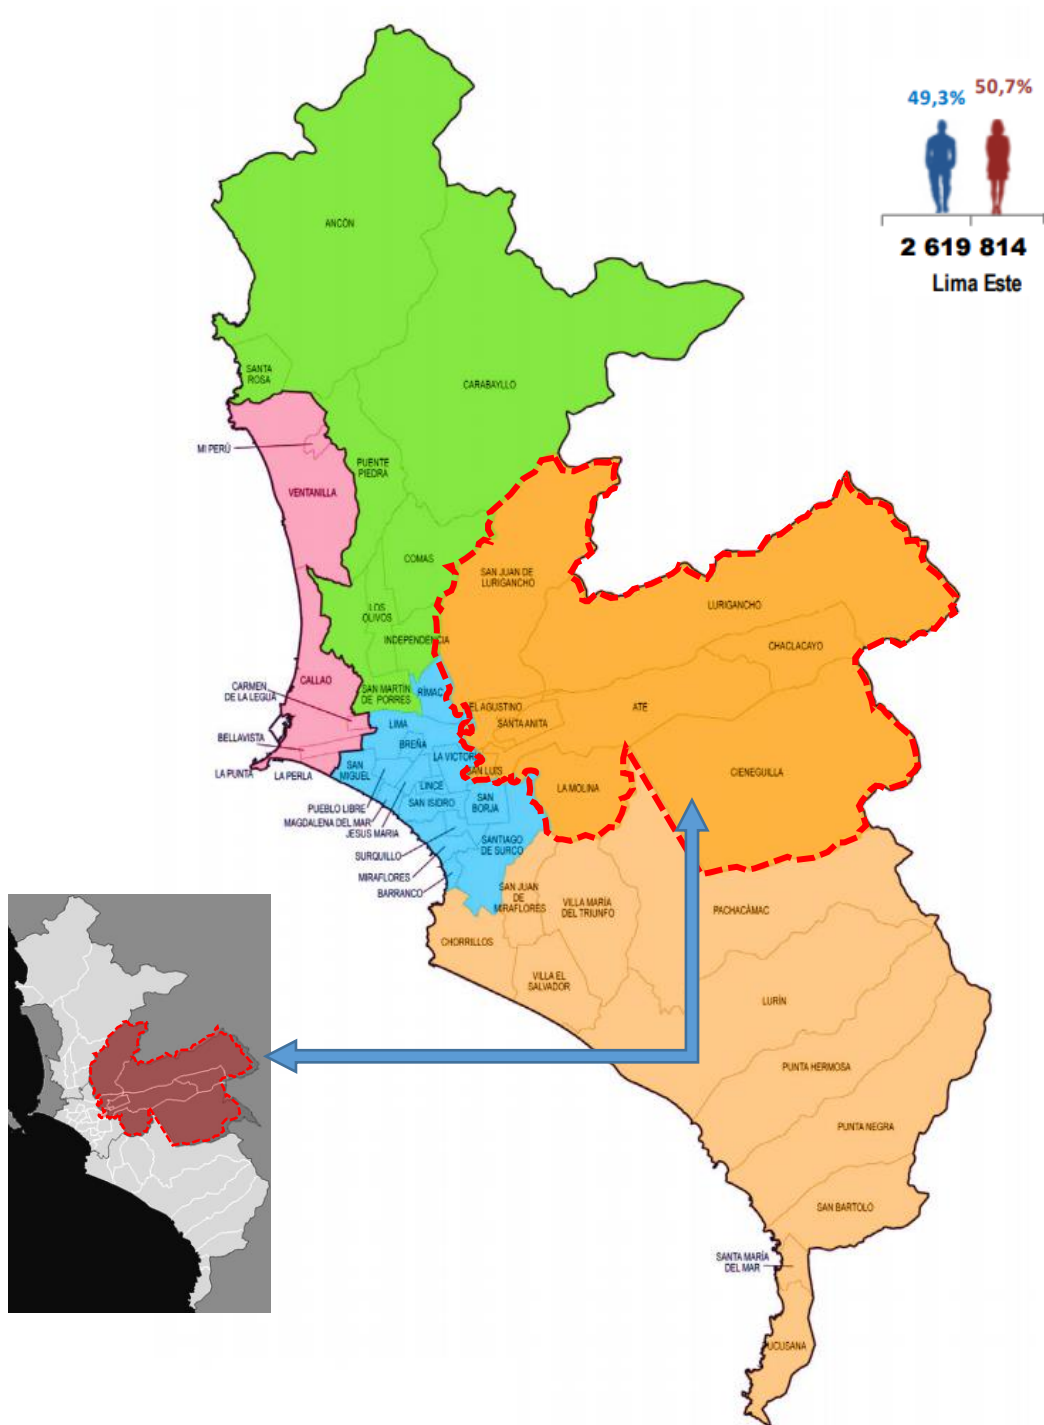 49,3%
50,7%
2 619 814
Lima Este
ANCÓN
SANTA
ROSA
CARABAYLLO
MI PERÚ
PUENTE
PIEDRA
VENTANILLA
COMAS
SAN JUAN DE
LURIGANCHO
LOS
OLIVOS
LURIGANCHO
INDEPENDENCIA
CHACLACAYO
CALLAO
CARMEN
DE LA LEGUA
SAN MARTÍN
DE PORRES
RÍMAC
EL AGUSTINO
SANTA ANITA
ATE
LIMA
BELLAVISTA
BREÑA
LA VICTORI
SAN LUIS
LA PUNTA
LA PERLA
SAN
MIGUEL
CIENEGUILLA
LINCE
LA MOLINA
PUEBLO LIBRE
SAN ISIDRO
SAN
BORJA
MAGDALENA DEL MAR
JESUS MARIA
SANTIAGO
DE SURCO
SURQUILLO
MIRAFLORES
BARRANCO
SAN JUAN
DE
MIRAFLORES
VILLA MARÍA
DEL TRIUNFO
PACHACÁMAC
CHORRILLOS
VILLA EL
SALVADOR
LURÍN
PUNTA HERMOSA
PUNTA NEGRA
SAN BARTOLO
SANTA MARÍA
DEL MAR
PUCUSANA